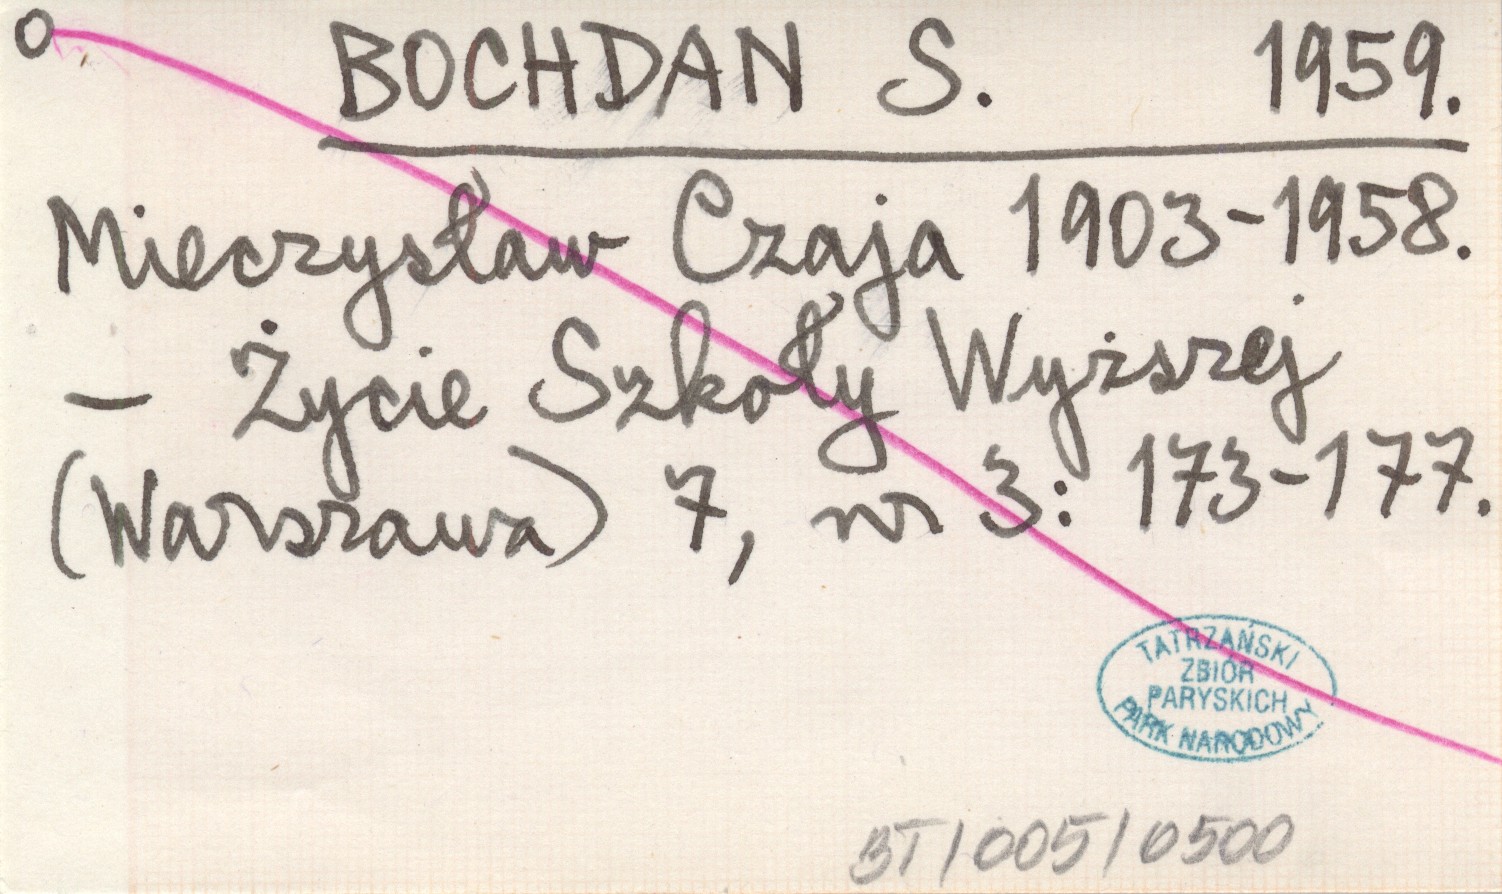 O BOCHDAN S. 1959.
Mieczysław Czaja 1903-1958.
— Życie Szkoły Wyższej
(Warszawa) 7, nr 3: 173-177.
TATRZAŃSKI
ZBIÓR
PARYSKICH
PARK NARODOWY
BT/005/0500